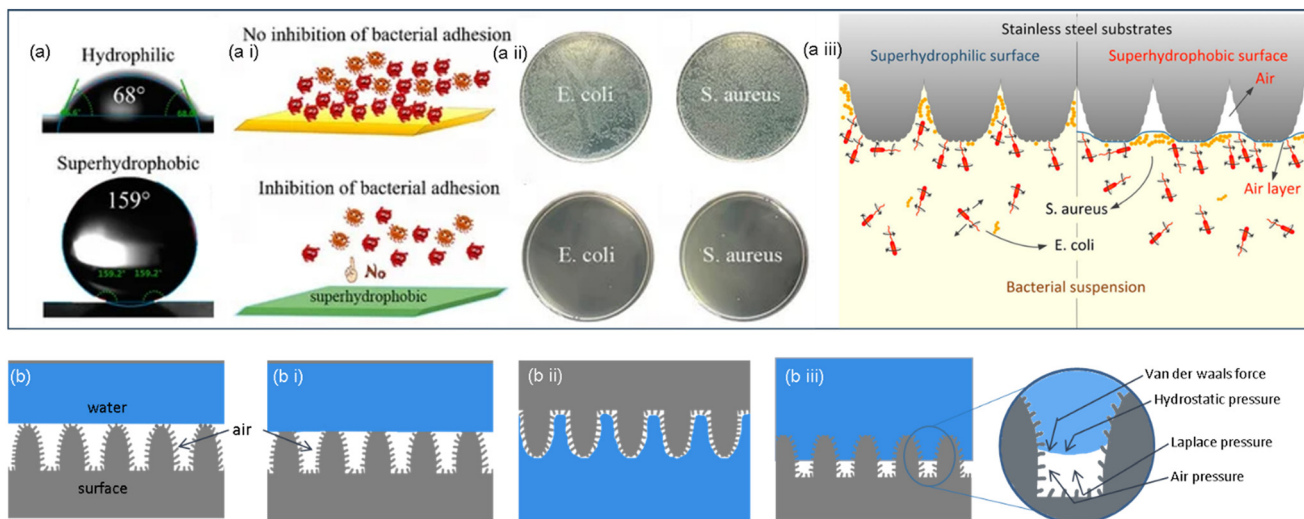 (a)
Hydrophilic
68°
Superhydrophobic
159°
159.2° 159.2°
(a i)
No inhibition of bacterial adhesion
Inhibition of bacterial adhesion
No
superhydrophobic
(a ii)
E. coli
S. aureus
E. coli
S. aureus
(a iii)
Stainless steel substrates
Superhydrophilic surface
Superhydrophobic surface
Air
Air layer
S. aureus
E. coli
Bacterial suspension
(b)
water
air
surface
(b i)
(b ii)
(b iii)
Van der waals force
Hydrostatic pressure
Laplace pressure
Air pressure